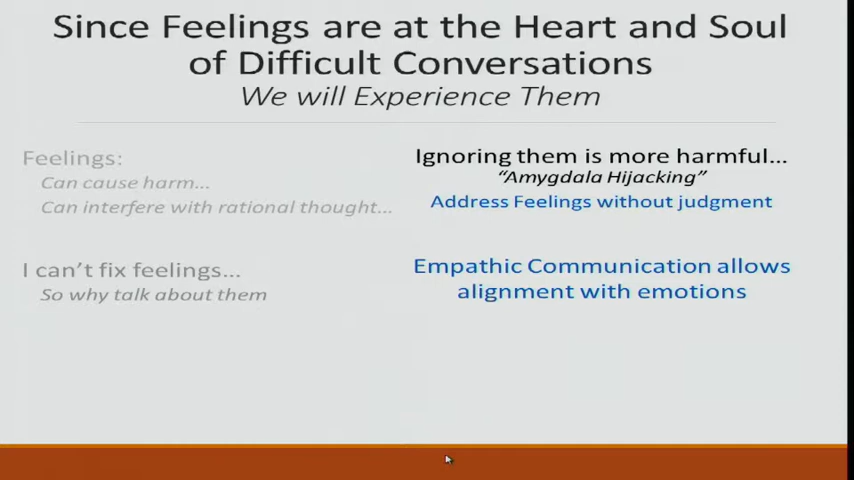 Since Feelings are at the Heart and Soul
of Difficult Conversations
We will Experience Them
Feelings:
Can cause harm...
Can interfere with rational thought...
I can't fix feelings...
So why talk about them
Ignoring them is more harmful...
“Amygdala Hijacking”
Address Feelings without judgment
Empathic Communication allows
alignment with emotions